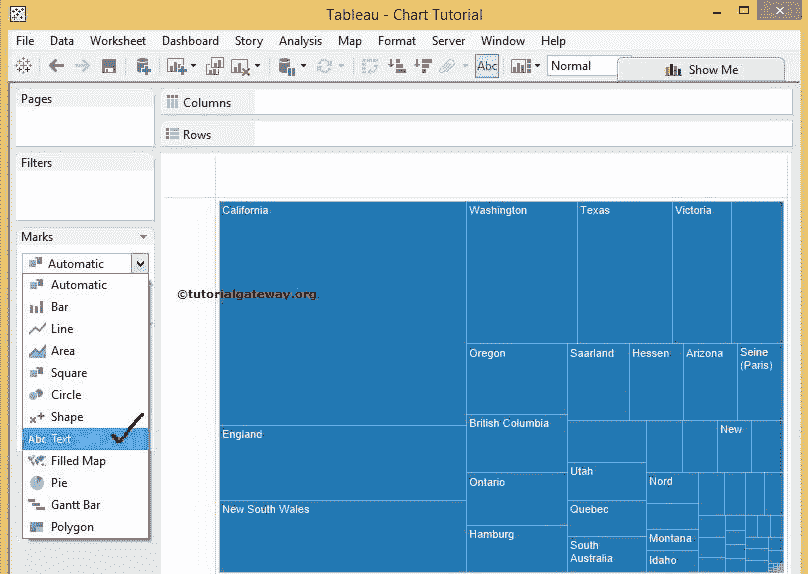 Tableau - Chart Tutorial
File Data Worksheet Dashboard Story Analysis Map Format Server Window Help
Abc Normal Show Me
Pages
Columns
Rows
Filters
Marks
Automatic
Automatic
Bar
Line
Area
Square
Circle
Shape
Abc Text
Filled Map
Pie
Gantt Bar
Polygon
©tutorialgateway.org
California
Washington
Texas
Victoria
Oregon
Saarland
Hessen
Arizona
Seine
(Paris)
England
British Columbia
New
Utah
Ontario
Nord
New South Wales
Quebec
Hamburg
Montana
South
Australia
Idaho